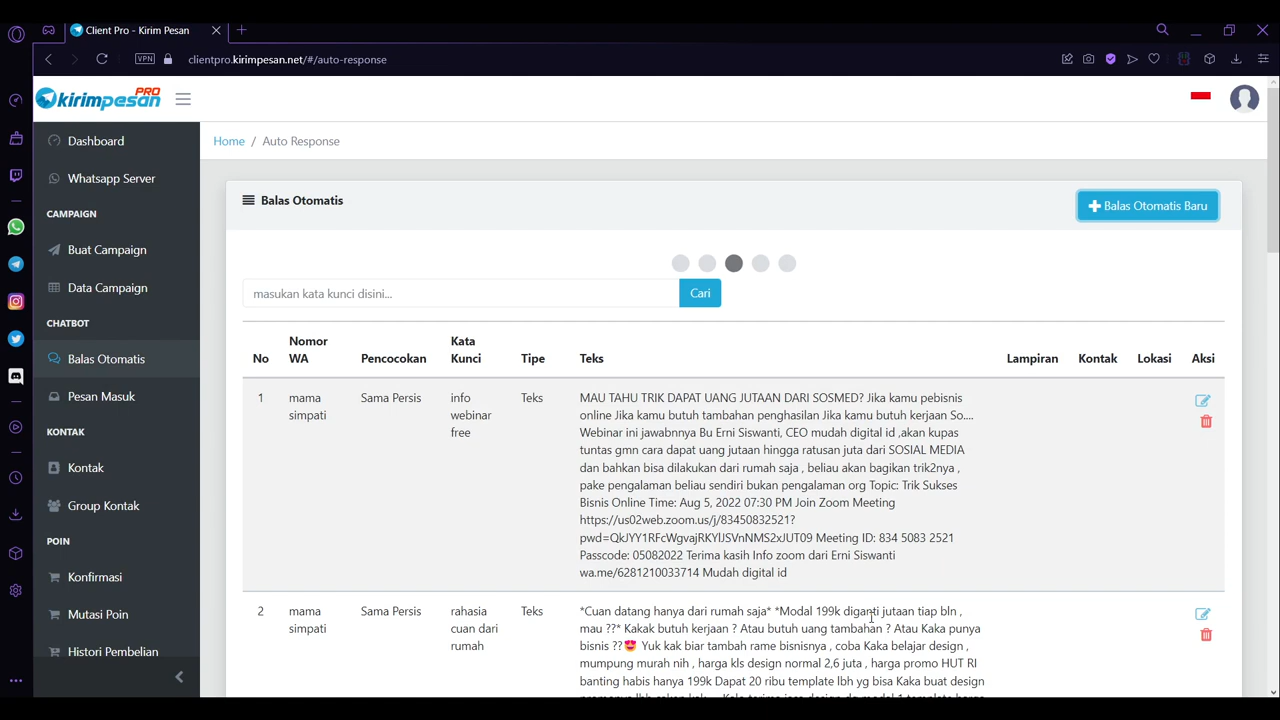 Client Pro - Kirim Pesan
VPN
clientpro.kirimpesan.net/#/auto-response
kirimpesan PRO
Dashboard
Whatsapp Server
CAMPAIGN
Buat Campaign
Data Campaign
CHATBOT
Balas Otomatis
Pesan Masuk
KONTAK
Kontak
Group Kontak
POIN
Konfirmasi
Mutasi Poin
Histori Pembelian
Home / Auto Response
Balas Otomatis
Balas Otomatis Baru
masukan kata kunci disini...
Cari
No Nomor WA Pencocokan Kata Kunci Tipe Teks Lampiran Kontak Lokasi Aksi
1 mama simpati Sama Persis info webinar free Teks
MAU TAHU TRIK DAPAT UANG JUTAAN DARI SOSMED? Jika kamu pebisnis
online Jika kamu butuh tambahan penghasilan Jika kamu butuh kerjaan So....
Webinar ini jawabnnya Bu Erni Siswanti, CEO mudah digital id ,akan kupas
tuntas gmn cara dapat uang jutaan hingga ratusan juta dari SOSIAL MEDIA
dan bahkan bisa dilakukan dari rumah saja , beliau akan bagikan trik2nya ,
pake pengalaman beliau sendiri bukan pengalaman org Topic: Trik Sukses
Bisnis Online Time: Aug 5, 2022 07:30 PM Join Zoom Meeting
https://us02web.zoom.us/j/83450832521?
pwd=QkJYY1RFcWgvajRKYlJSVnNMS2xJUT09 Meeting ID: 834 5083 2521
Passcode: 05082022 Terima kasih Info zoom dari Erni Siswanti
wa.me/6281210033714 Mudah digital id
2 mama simpati Sama Persis rahasia cuan dari rumah Teks
*Cuan datang hanya dari rumah saja* *Modal 199k diganti jutaan tiap bln ,
mau ??* Kakak butuh kerjaan ? Atau butuh uang tambahan ? Atau Kaka punya
bisnis ??😍 Yuk kak biar tambah rame bisnisnya , coba Kaka belajar design ,
mumpung murah nih , harga kls design normal 2,6 juta , harga promo HUT RI
banting habis hanya 199k Dapat 20 ribu template lbh yg bisa Kaka buat design